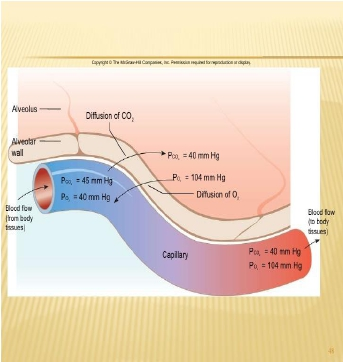 Copyright © The McGraw-Hill Companies, Inc. Permission required for reproduction or display.
Alveolus
Diffusion of CO₂
Alveolar
wall
PCO₂ = 40 mm Hg
PO₂ = 104 mm Hg
PCO₂ = 45 mm Hg
PO₂ = 40 mm Hg
Diffusion of O₂
Blood flow
(from body
tissues)
Blood flow
(to body
tissues)
Capillary
PCO₂ = 40 mm Hg
PO₂ = 104 mm Hg